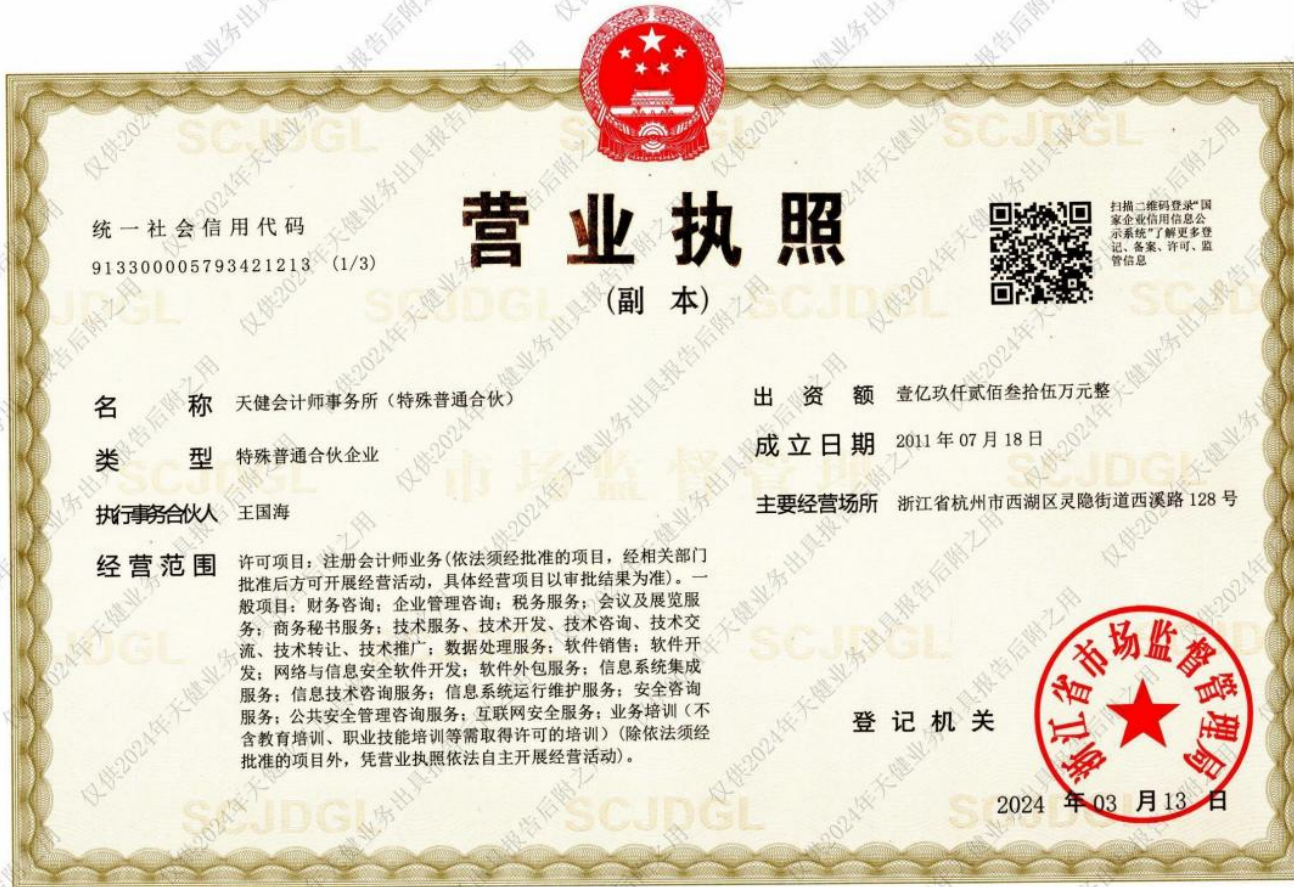 营业执照
(副 本)
统一社会信用代码
913300005793421213 (1/3)
扫描二维码登录“国
家企业信用信息公
示系统”了解更多登
记、备案、许可、监
管信息
名 称 天健会计师事务所（特殊普通合伙）
类 型 特殊普通合伙企业
执行事务合伙人 王国海
经营范围 许可项目：注册会计师业务(依法须经批准的项目，经相关部门
批准后方可开展经营活动，具体经营项目以审批结果为准)。一
般项目：财务咨询；企业管理咨询；税务服务；会议及展览服
务；商务秘书服务；技术服务、技术开发、技术咨询、技术交
流、技术转让、技术推广；数据处理服务；软件销售；软件开
发；网络与信息安全软件开发；软件外包服务；信息系统集成
服务；信息技术咨询服务；信息系统运行维护服务；安全咨询
服务；公共安全管理咨询服务；互联网安全服务；业务培训（不
含教育培训、职业技能培训等需取得许可的培训）(除依法须经
批准的项目外，凭营业执照依法自主开展经营活动)。
出 资 额 壹亿玖仟贰佰叁拾伍万元整
成立日期 2011年07月18日
主要经营场所 浙江省杭州市西湖区灵隐街道西溪路128号
登记机关
浙江省市场监督管理局
2024 年 03 月 13 日
SCJDGL
市场监督管理
仅供2024年天健业务出具报告后附之用